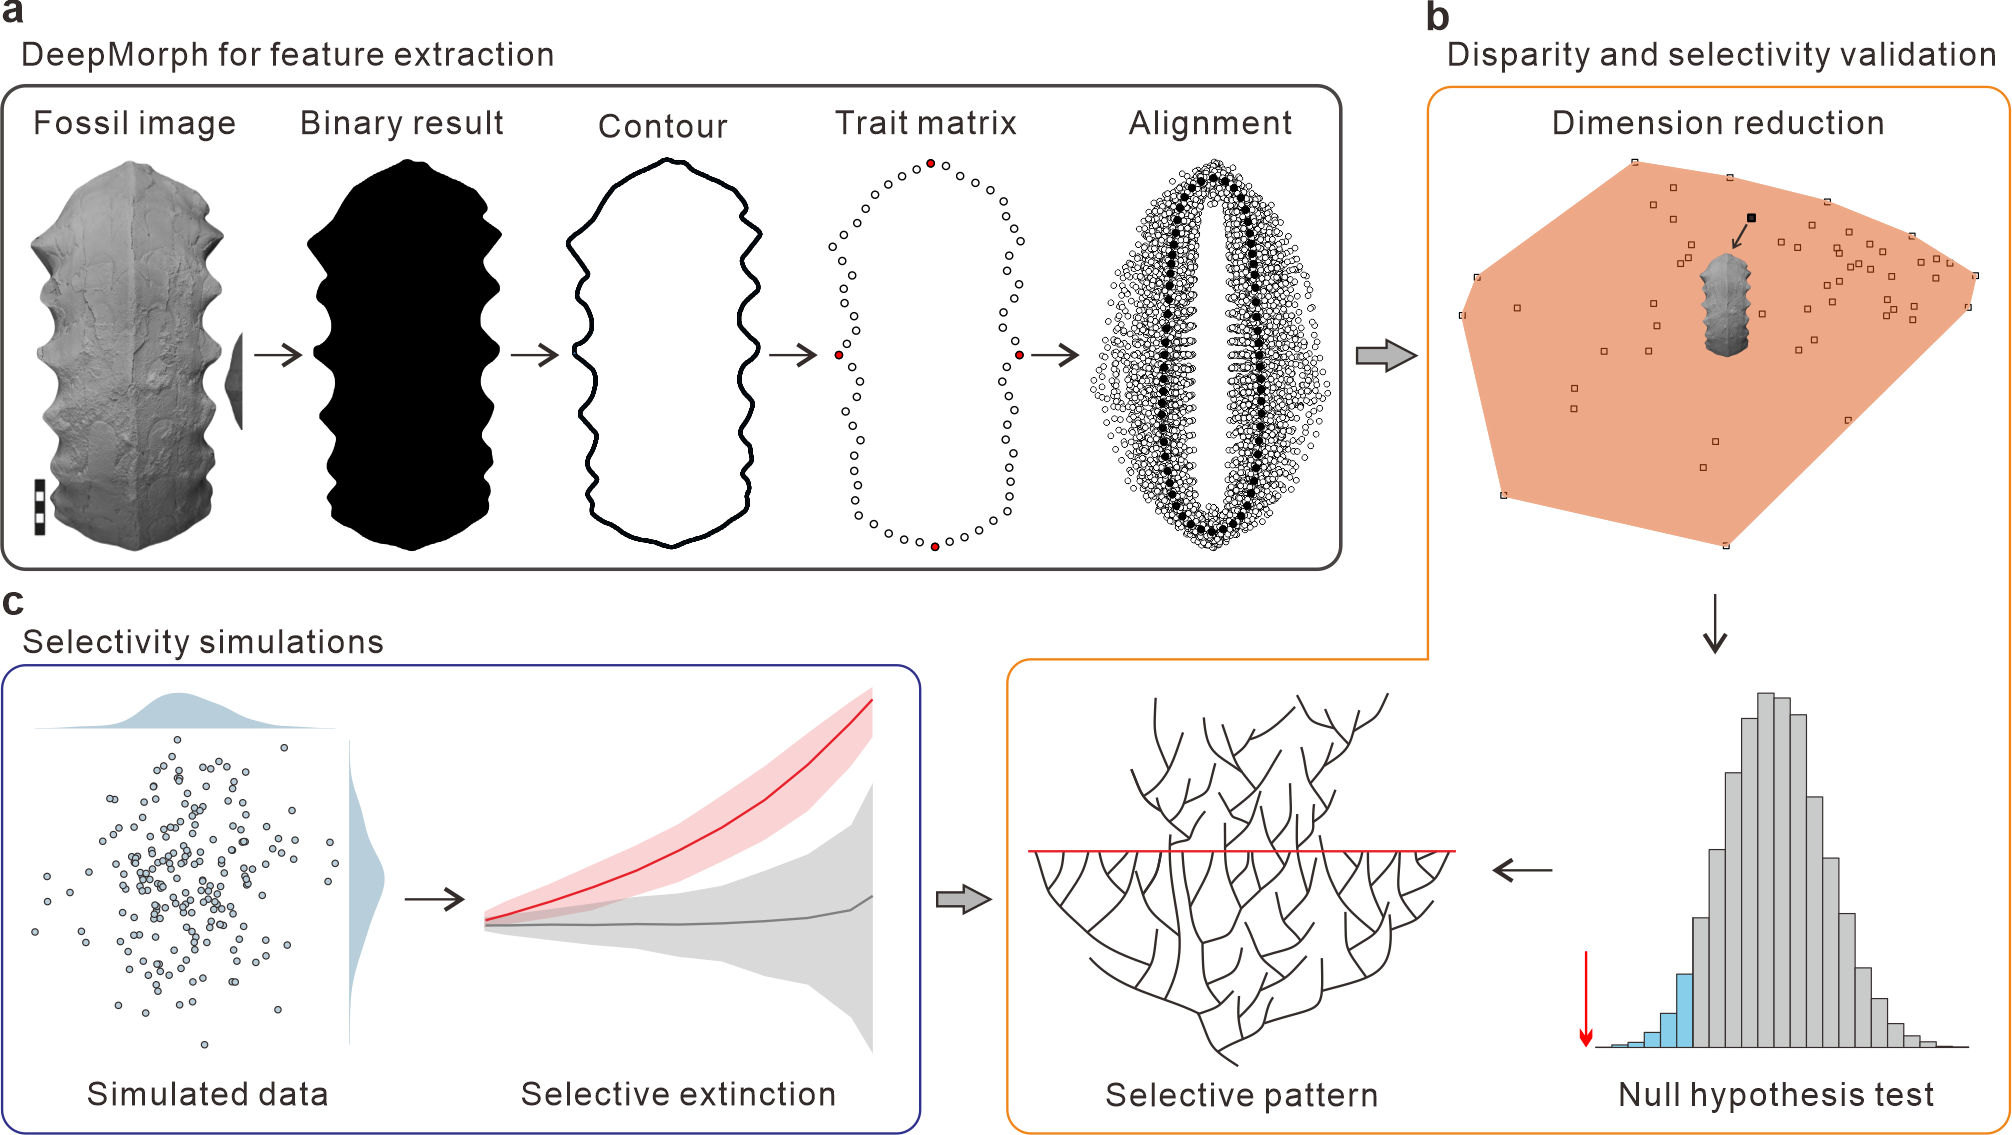 a
DeepMorph for feature extraction
Fossil image
Binary result
Contour
Trait matrix
Alignment
b
Disparity and selectivity validation
Dimension reduction
c
Selectivity simulations
Simulated data
Selective extinction
Selective pattern
Null hypothesis test